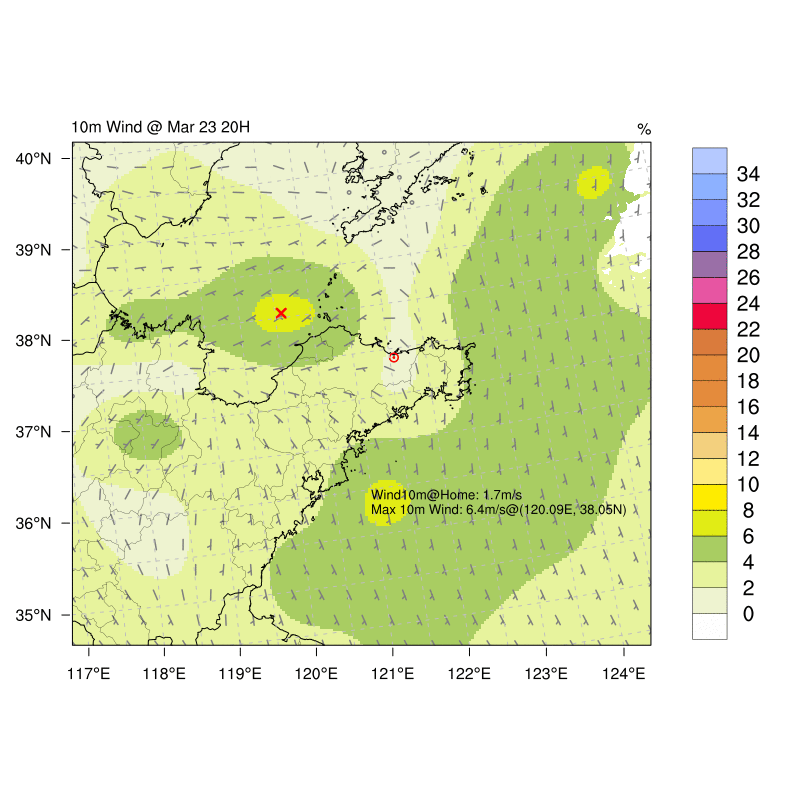 10m Wind @ Mar 23 20H
%
40°N
39°N
38°N
37°N
36°N
35°N
117°E
118°E
119°E
120°E
121°E
122°E
123°E
124°E
Wind10m@Home: 1.7m/s
Max 10m Wind: 6.4m/s@(120.09E, 38.05N)
34
32
30
28
26
24
22
20
18
16
14
12
10
8
6
4
2
0